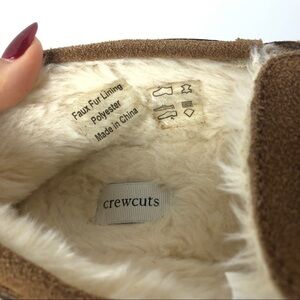 Faux Fur Lining
Polyester
Made in China
crewcuts